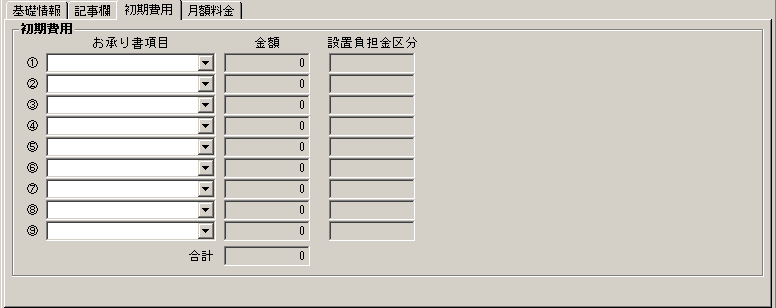 基礎情報 記事欄 初期費用 月額料金
初期費用
お承り書項目 金額 設置負担金区分
① 0
② 0
③ 0
④ 0
⑤ 0
⑥ 0
⑦ 0
⑧ 0
⑨ 0
合計 0